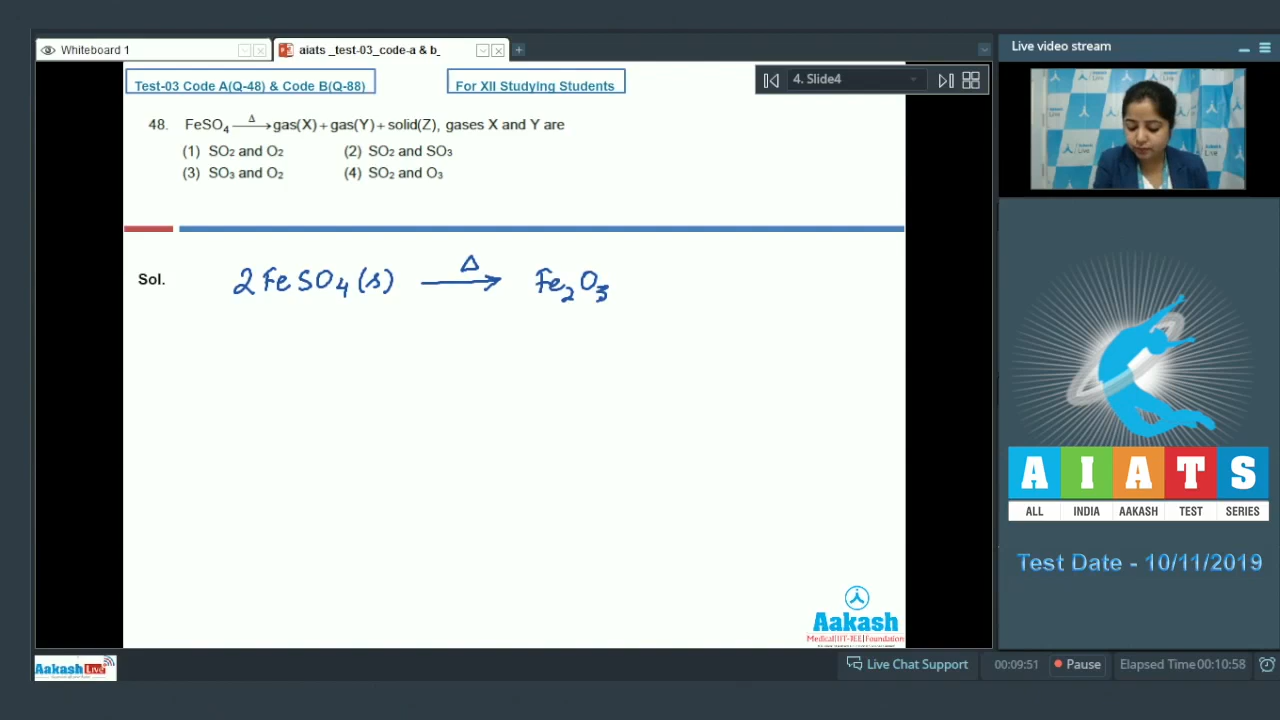 Whiteboard 1
aiats _test-03_code-a & b_
Live video stream
Test-03 Code A(Q-48) & Code B(Q-88)
For XII Studying Students
4. Slide4
48. FeSO₄ —Δ→ gas(X)+gas(Y)+solid(Z), gases X and Y are
(1) SO₂ and O₂ (2) SO₂ and SO₃
(3) SO₃ and O₂ (4) SO₂ and O₃
Sol. 2FeSO₄(s) —Δ→ Fe₂O₃
AIATS
ALL INDIA AAKASH TEST SERIES
Test Date - 10/11/2019
Aakash
Medical|IIT-JEE|Foundation
Aakash Live
Live Chat Support
00:09:51
Pause
Elapsed Time 00:10:58